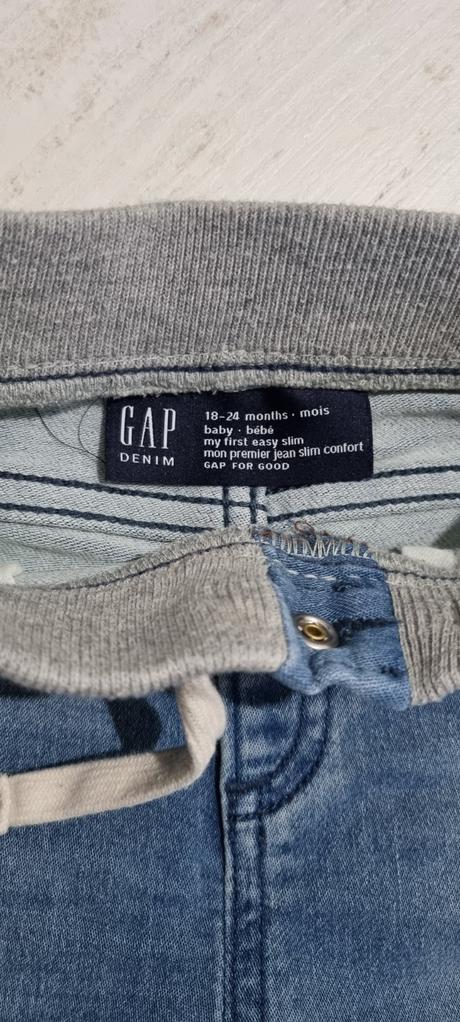 GAP
DENIM
18-24 months · mois
baby · bébé
my first easy slim
mon premier jean slim confort
GAP FOR GOOD